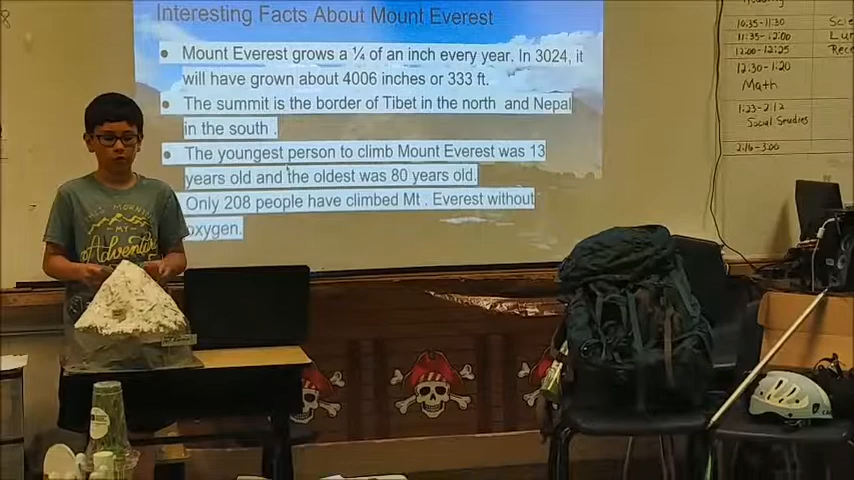 Interesting Facts About Mount Everest
Mount Everest grows a ¼ of an inch every year. In 3024, it
will have grown about 4006 inches or 333 ft.
The summit is the border of Tibet in the north and Nepal
in the south
The youngest person to climb Mount Everest was 13
years old and the oldest was 80 years old.
Only 208 people have climbed Mt. Everest without
oxygen.
GOOD MORNING
MY
Adventure
10:35-11:30
11:35-12:00
12:00-12:25
12:30-1:20
Math
1:23-2:12
Social Studies
2:15-3:00